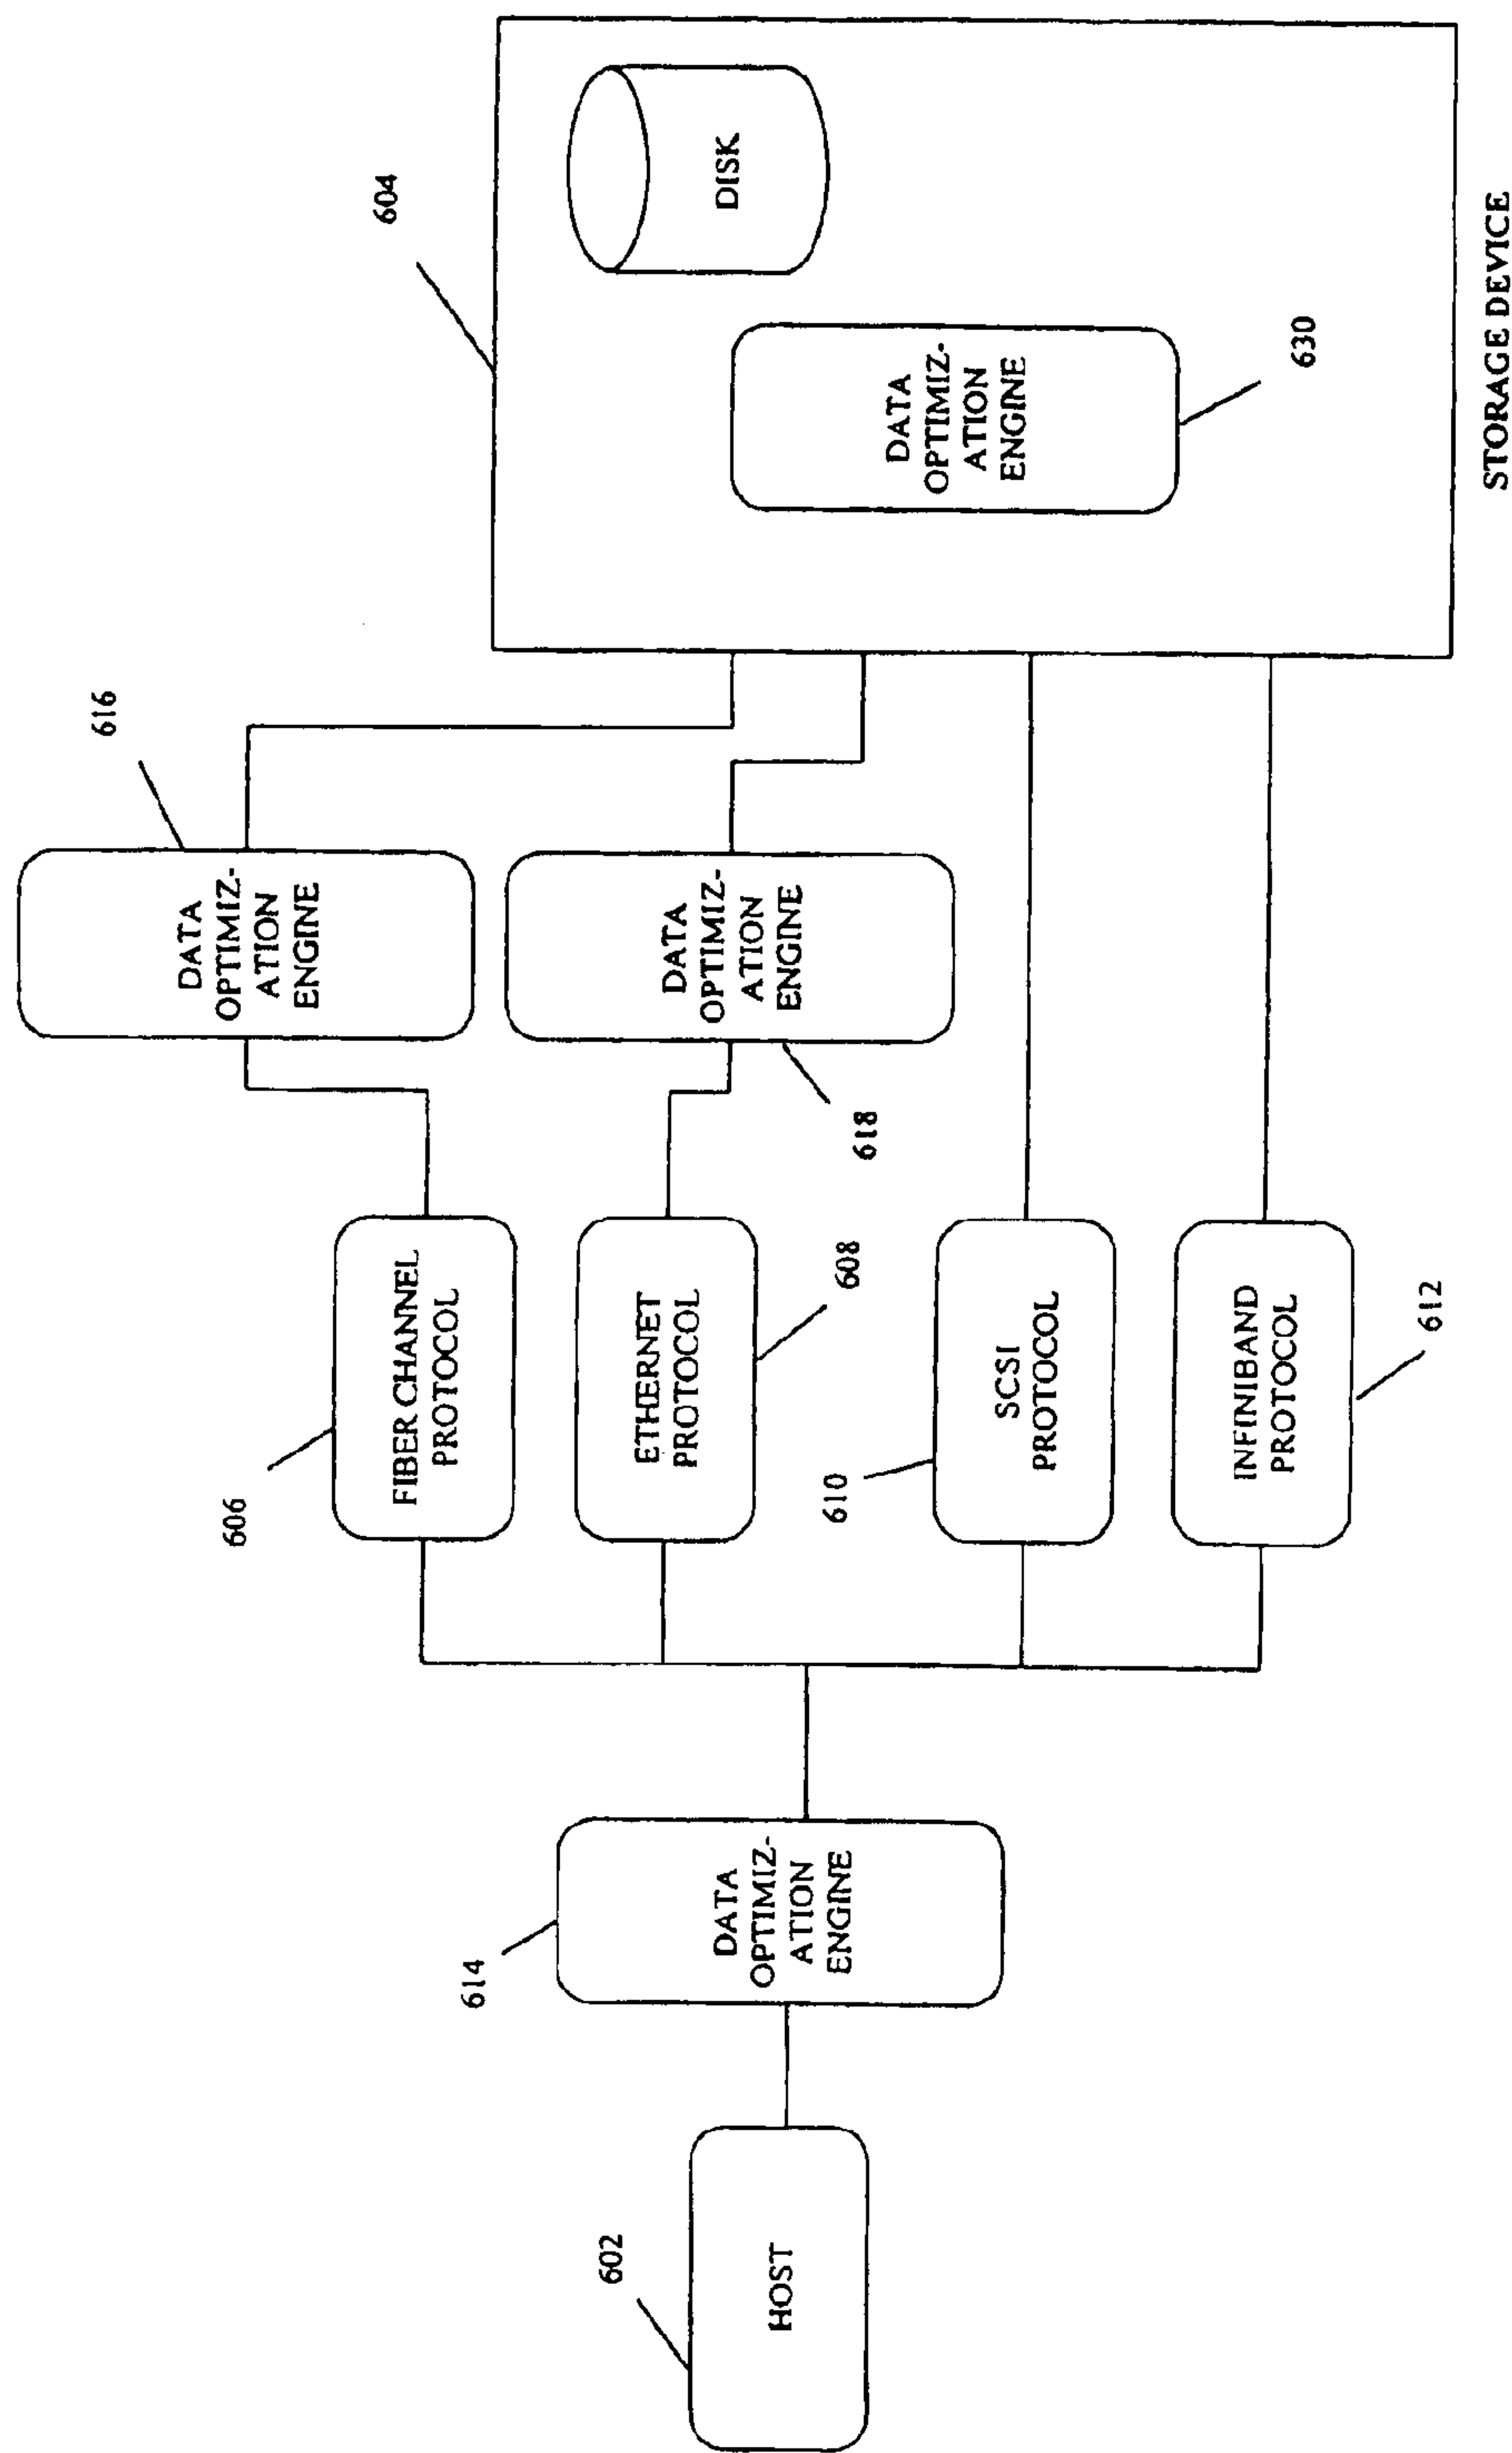 602
HOST
614
DATA
OPTIMIZ-
ATION
ENGINE
606
FIBER CHANNEL
PROTOCOL
ETHERNET
PROTOCOL
608
610
SCSI
PROTOCOL
INFINIBAND
PROTOCOL
612
616
DATA
OPTIMIZ-
ATION
ENGINE
DATA
OPTIMIZ-
ATION
ENGINE
618
604
DISK
DATA
OPTIMIZ-
ATION
ENGINE
630
STORAGE DEVICE